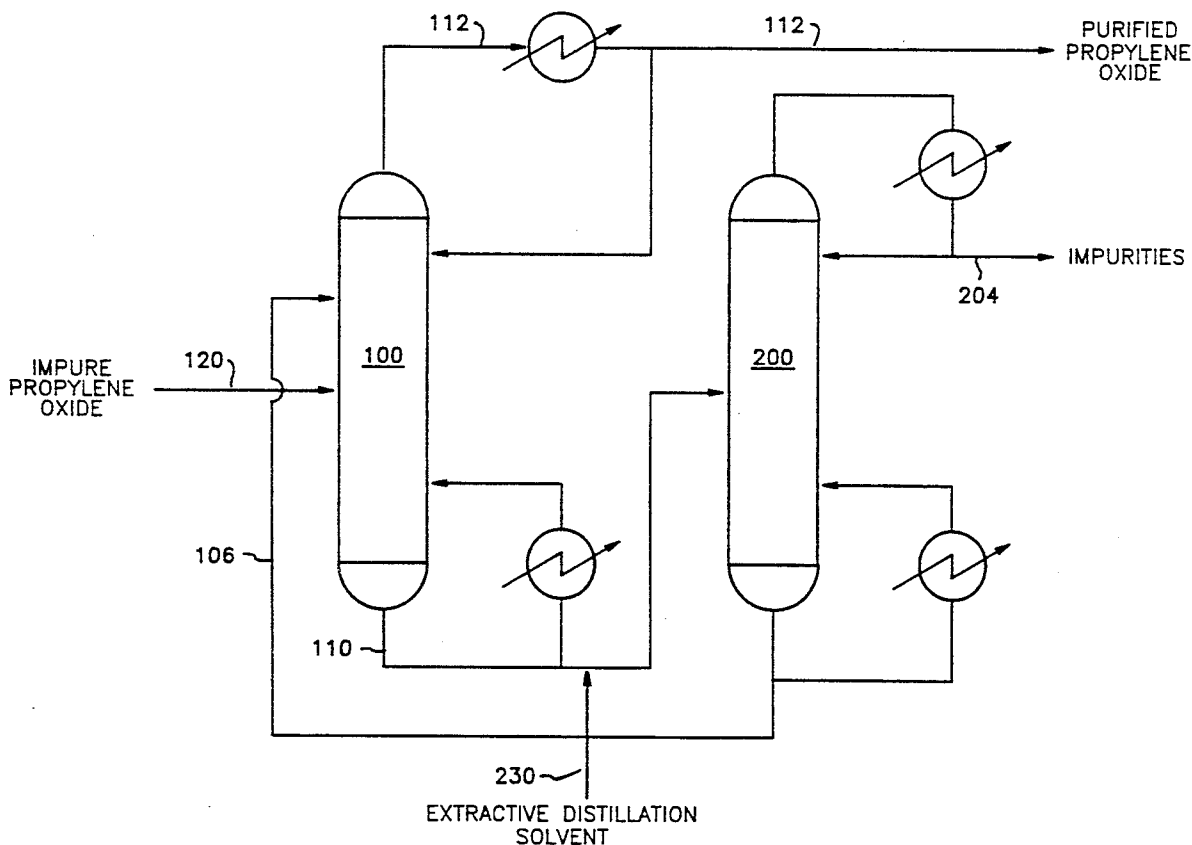 112
112
PURIFIED
PROPYLENE
OXIDE
IMPURITIES
204
100
200
120
IMPURE
PROPYLENE
OXIDE
106
110
230
EXTRACTIVE DISTILLATION
SOLVENT